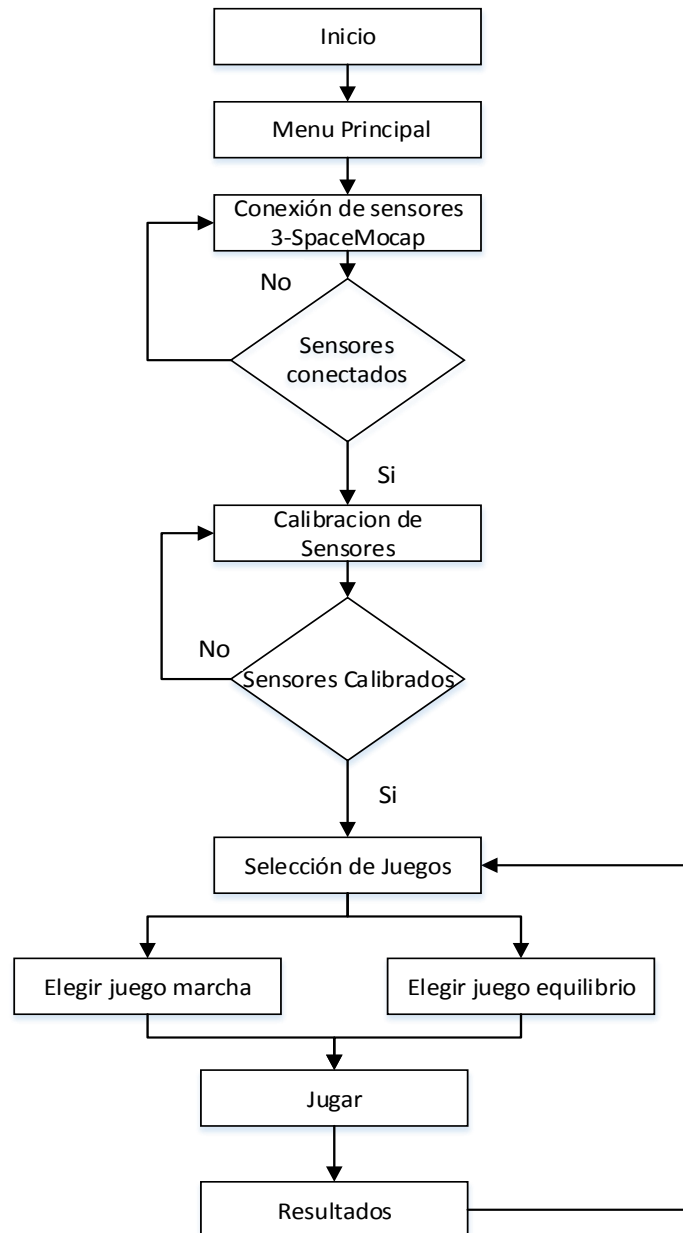 Inicio
Menu Principal
Conexión de sensores
3-SpaceMocap
No
Sensores
conectados
Si
Calibracion de
Sensores
No
Sensores Calibrados
Si
Selección de Juegos
Elegir juego marcha
Elegir juego equilibrio
Jugar
Resultados